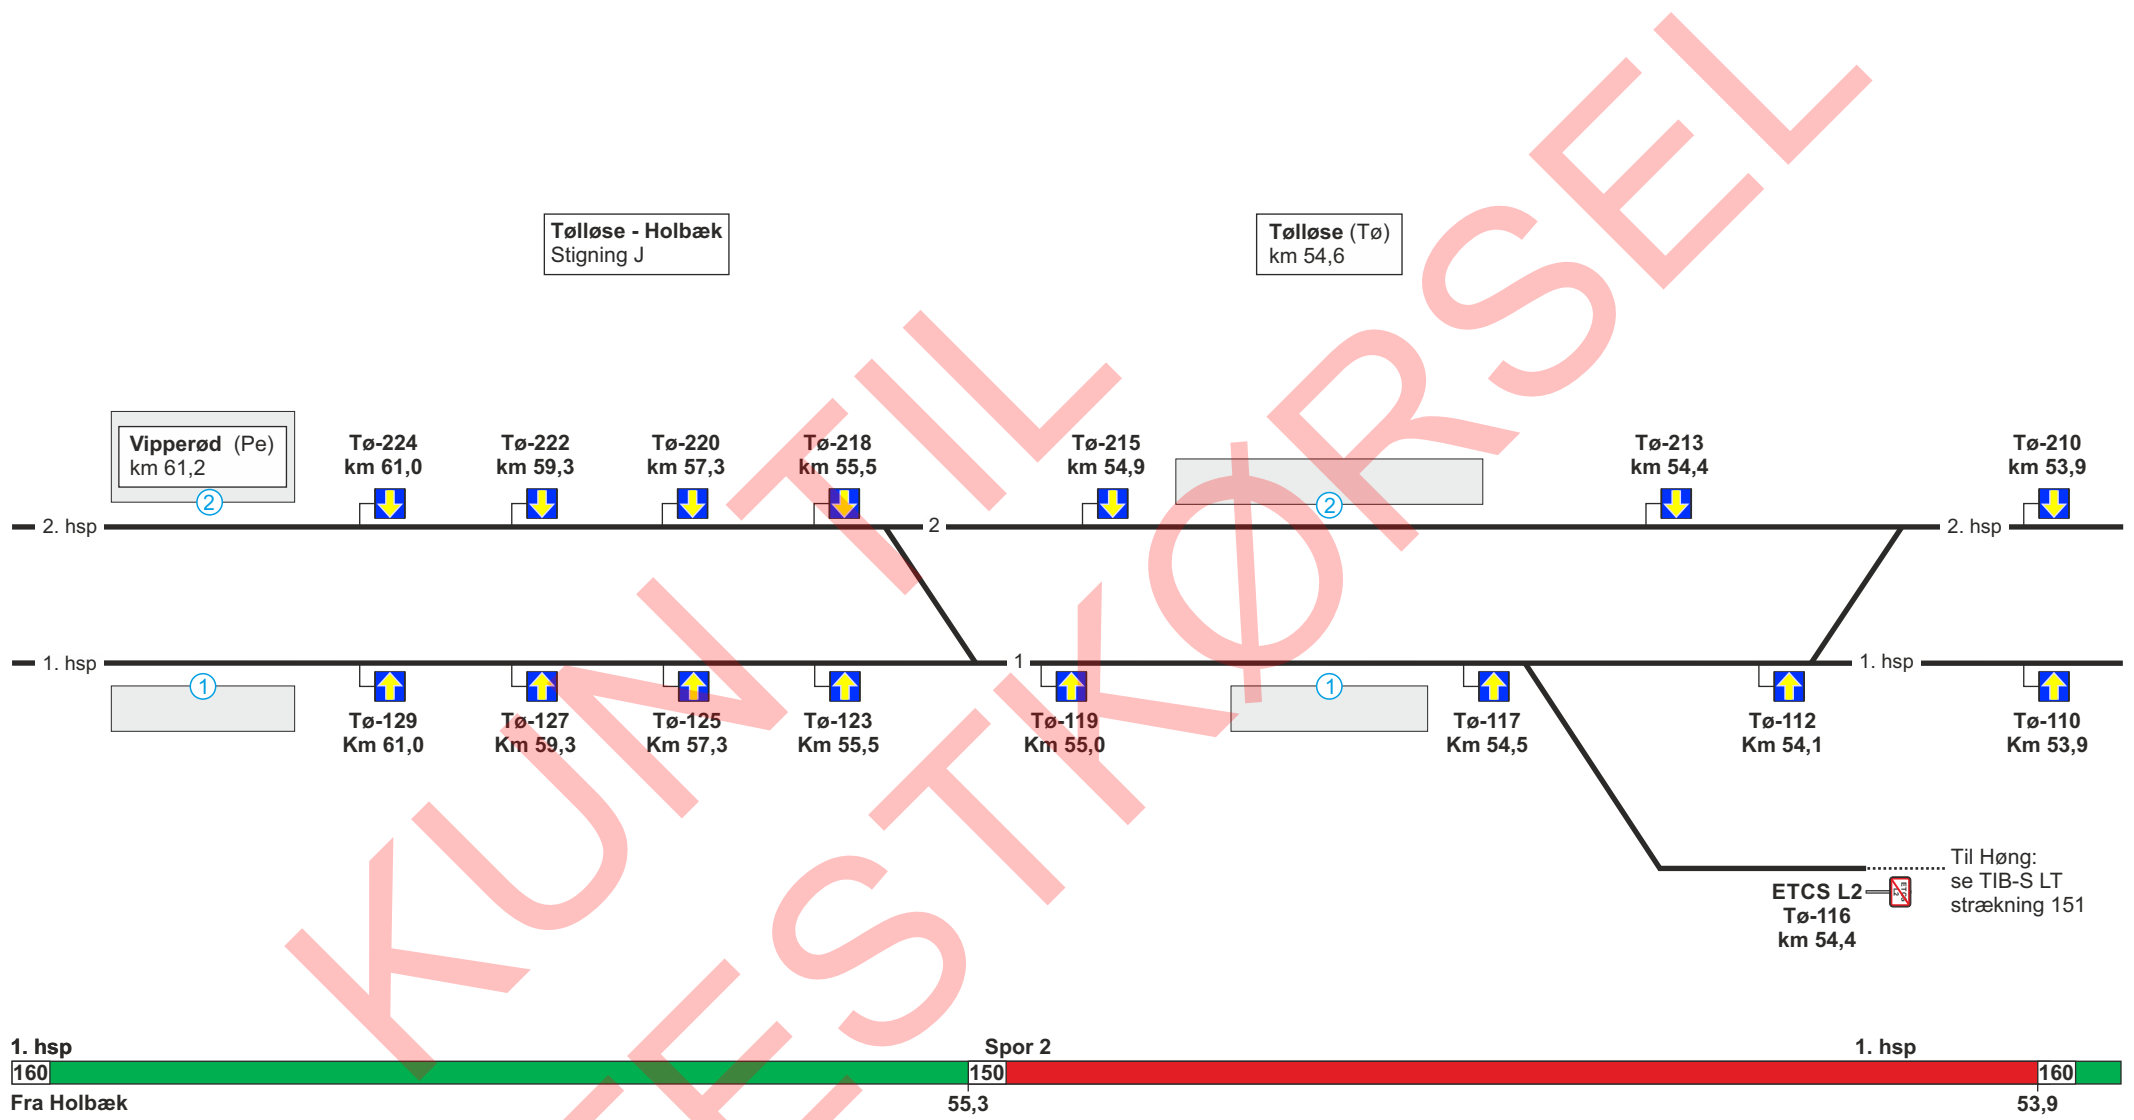 Tølløse - Holbæk
Stigning J
Tølløse (Tø)
km 54,6
Vipperød (Pe)
km 61,2
2
Tø-224
km 61,0
Tø-222
km 59,3
Tø-220
km 57,3
Tø-218
km 55,5
Tø-215
km 54,9
2
Tø-213
km 54,4
Tø-210
km 53,9
2. hsp
2
2. hsp
1. hsp
1
1. hsp
1
1
Tø-129
Km 61,0
Tø-127
Km 59,3
Tø-125
Km 57,3
Tø-123
Km 55,5
Tø-119
Km 55,0
Tø-117
Km 54,5
Tø-112
Km 54,1
Tø-110
Km 53,9
ETCS L2
Tø-116
km 54,4
Til Høng:
se TIB-S LT
strækning 151
1. hsp
Spor 2
1. hsp
160
150
160
Fra Holbæk
55,3
53,9
KUN TIL
ESTKØRSEL